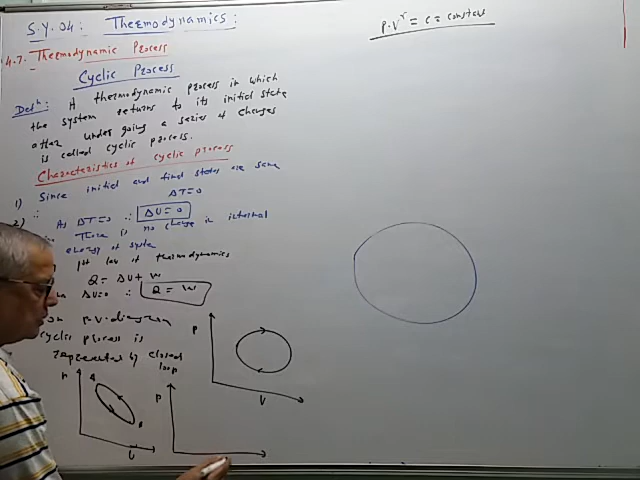 S.Y. 04: Thermodynamics:
4.7. Thermodynamic Process
Cyclic Process
Defn: A thermodynamic process in which
the system returns to its initial state
after undergoing a series of changes
is called cyclic process.
Characteristics of cyclic process
1) Since initial and final states are same
∴ ΔT=0
2) As ΔT=0 ∴ ΔU=0
There is no change in internal
energy of system
1st law of thermodynamics
Q = ΔU + W
ΔU=0 ∴ Q = W
on p-v diagram
cyclic process is
represented by closed
loop
P
V
A
B
P
P.V^γ = c = constant